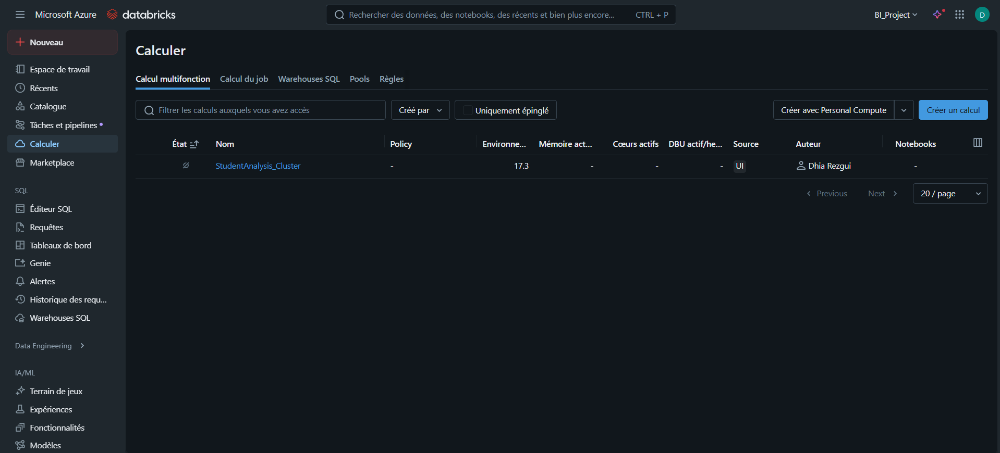 Microsoft Azure databricks
Rechercher des données, des notebooks, des récents et bien plus encore... CTRL + P
BI_Project
D
Nouveau
Espace de travail
Récents
Catalogue
Tâches et pipelines
Calculer
Marketplace
SQL
Éditeur SQL
Requêtes
Tableaux de bord
Genie
Alertes
Historique des requ...
Warehouses SQL
Data Engineering
IA/ML
Terrain de jeux
Expériences
Fonctionnalités
Modèles
Calculer
Calcul multifonction Calcul du job Warehouses SQL Pools Règles
Filtrer les calculs auxquels vous avez accès Créé par Uniquement épinglé Créer avec Personal Compute Créer un calcul
État Nom Policy Environne... Mémoire act... Cœurs actifs DBU actif/he... Source Auteur Notebooks
StudentAnalysis_Cluster - 17.3 - - - UI Dhia Rezgui -
Previous Next 20 / page